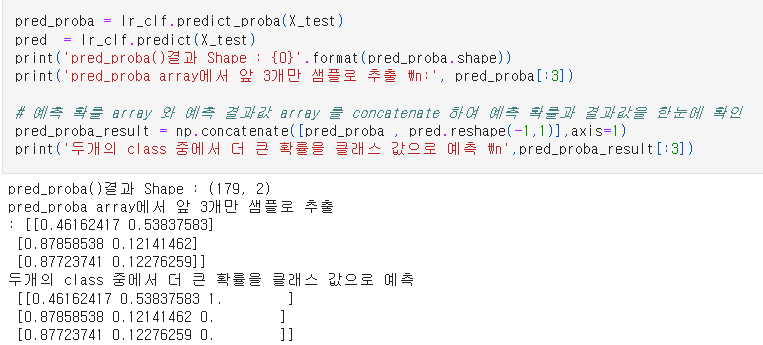 pred_proba = lr_clf.predict_proba(X_test)
pred  = lr_clf.predict(X_test)
print('pred_proba()결과 Shape : {0}'.format(pred_proba.shape))
print('pred_proba array에서 앞 3개만 샘플로 추출 ₩n:', pred_proba[:3])

# 예측 확률 array 와 예측 결과값 array 를 concatenate 하여 예측 확률과 결과값을 한눈에 확인
pred_proba_result = np.concatenate([pred_proba , pred.reshape(-1,1)],axis=1)
print('두개의 class 중에서 더 큰 확률을 클래스 값으로 예측 ₩n',pred_proba_result[:3])
pred_proba()결과 Shape : (179, 2)
pred_proba array에서 앞 3개만 샘플로 추출
: [[0.46162417 0.53837583]
 [0.87858538 0.12141462]
 [0.87723741 0.12276259]]
두개의 class 중에서 더 큰 확률을 클래스 값으로 예측
 [[0.46162417 0.53837583 1.        ]
 [0.87858538 0.12141462 0.        ]
 [0.87723741 0.12276259 0.        ]]